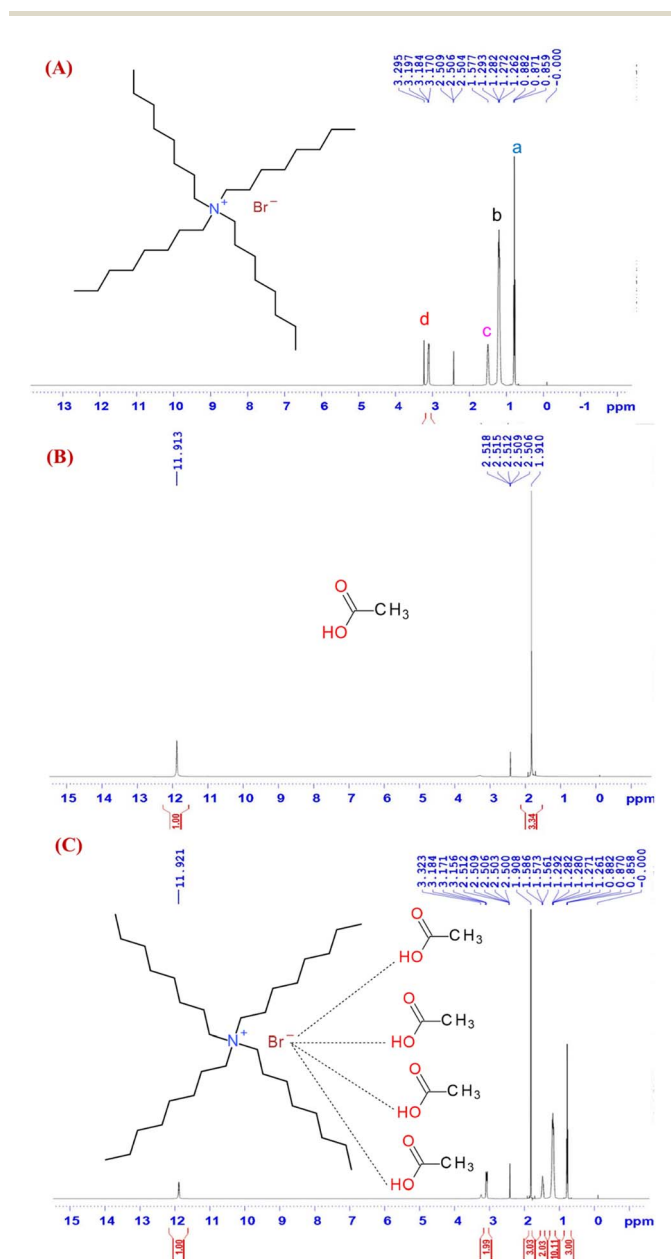 (A)
3.295
3.197
3.184
3.170
2.509
2.506
2.504
1.577
1.293
1.282
1.272
1.262
0.882
0.871
0.859
-0.000
N+
Br−
a
b
c
d
13 12 11 10 9 8 7 6 5 4 3 2 1 0 -1 ppm
(B)
11.913
2.518
2.515
2.512
2.509
2.506
1.910
O
HO
CH3
15 14 13 12 11 10 9 8 7 6 5 4 3 2 1 0 ppm
1.00
3.34
(C)
11.921
3.323
3.184
3.171
3.156
2.512
2.509
2.506
2.503
2.500
1.908
1.586
1.573
1.561
1.292
1.282
1.280
1.271
1.261
0.882
0.870
0.858
-0.000
O
HO
CH3
O
HO
CH3
N+
Br−
O
HO
CH3
O
HO
CH3
15 14 13 12 11 10 9 8 7 6 5 4 3 2 1 0 ppm
1.00
1.99
3.03
2.03
10.11
3.00